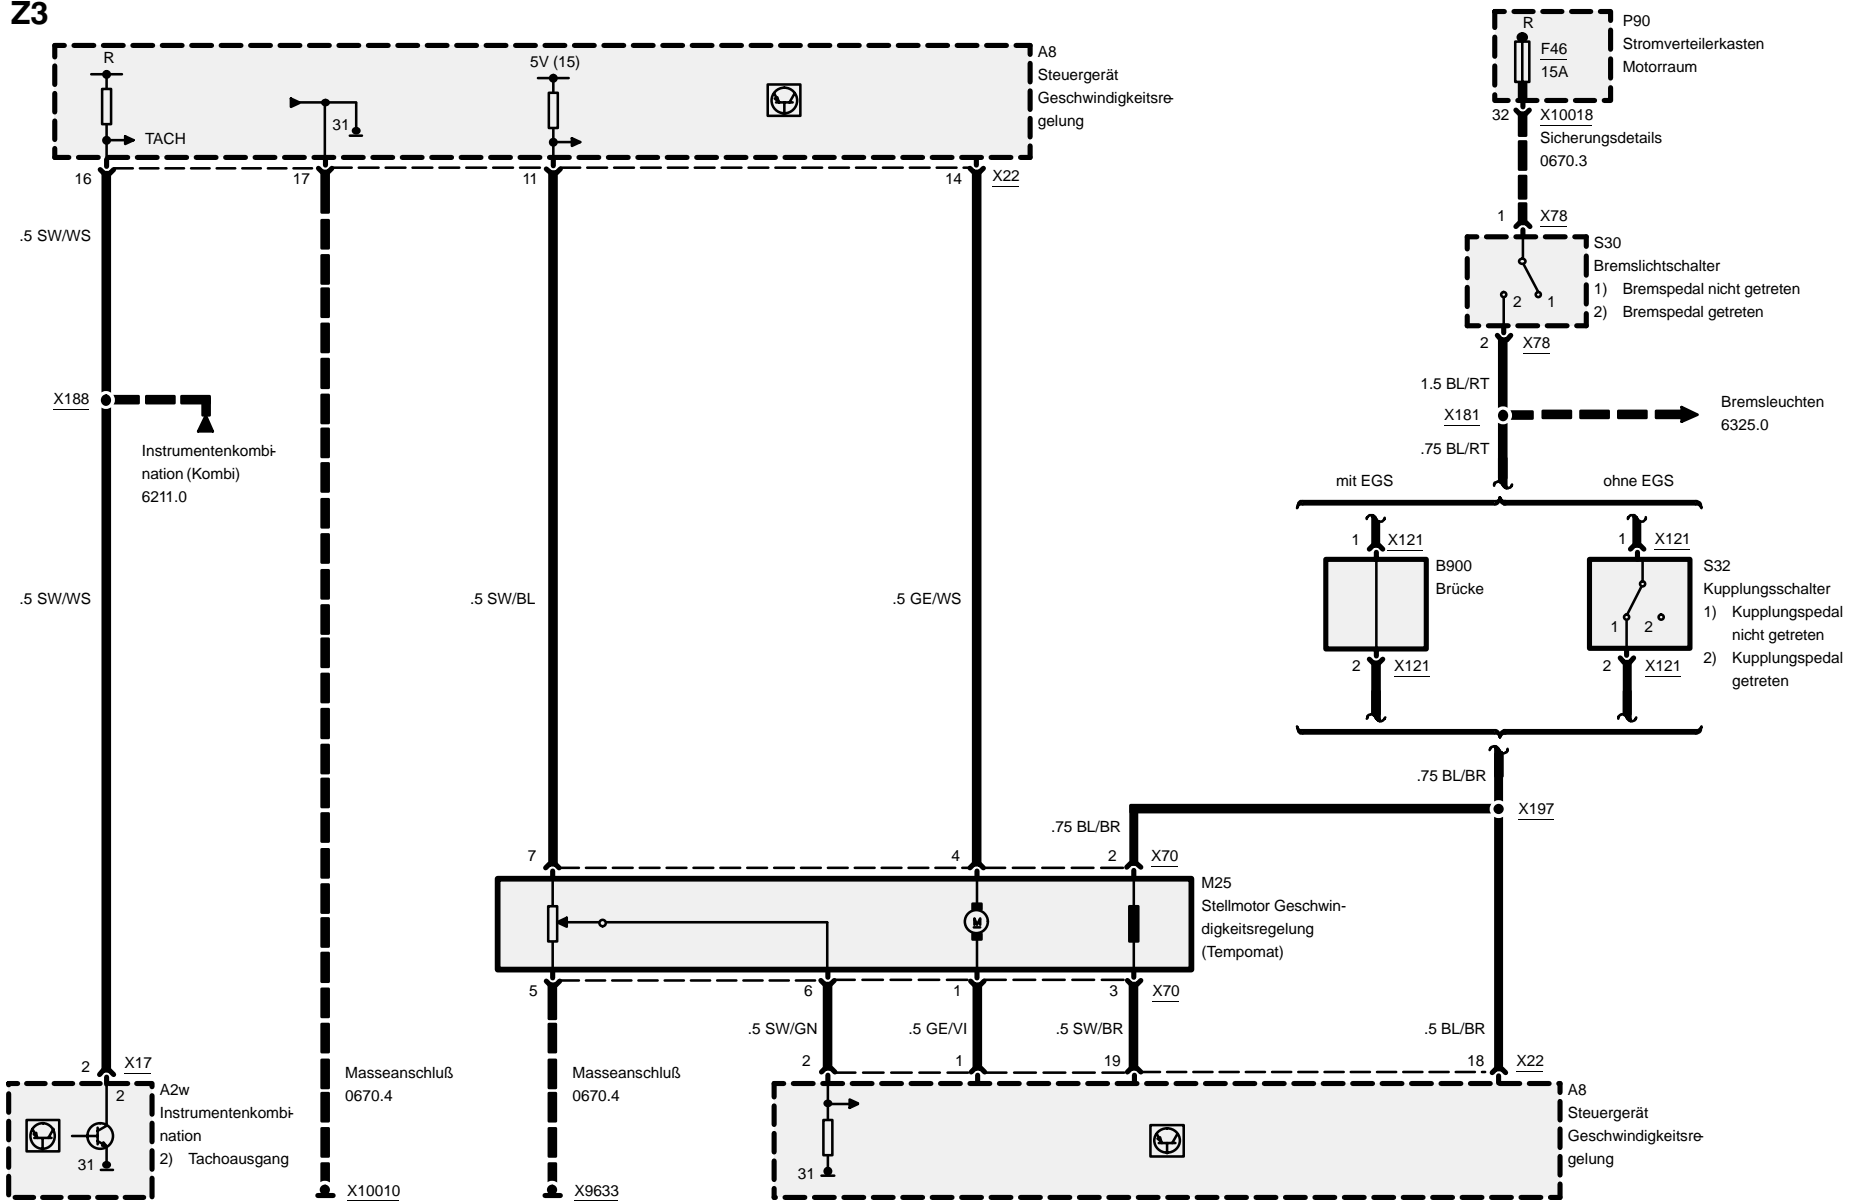 Z3
R
TACH
31
5V (15)
A8
Steuergerät
Geschwindigkeitsre-
gelung
16
17
11
14
X22
.5 SW/WS
X188
Instrumentenkombi-
nation (Kombi)
6211.0
.5 SW/WS
.5 SW/BL
.5 GE/WS
R
F46
15A
P90
Stromverteilerkasten
Motorraum
32
X10018
Sicherungsdetails
0670.3
1
X78
S30
Bremslichtschalter
1) Bremspedal nicht getreten
2) Bremspedal getreten
2
1
2
X78
1.5 BL/RT
X181
Bremsleuchten
6325.0
.75 BL/RT
mit EGS
ohne EGS
1
X121
B900
Brücke
2
X121
1
X121
S32
Kupplungsschalter
1) Kupplungspedal
nicht getreten
2) Kupplungspedal
getreten
1
2
2
X121
.75 BL/BR
X197
.75 BL/BR
7
4
2
X70
M25
Stellmotor Geschwin-
digkeitsregelung
(Tempomat)
M
5
6
1
3
X70
.5 SW/GN
.5 GE/VI
.5 SW/BR
.5 BL/BR
2
1
19
18
X22
2
X17
2
31
A2w
Instrumentenkombi-
nation
2) Tachoausgang
Masseanschluß
0670.4
X10010
Masseanschluß
0670.4
X9633
31
A8
Steuergerät
Geschwindigkeitsre-
gelung